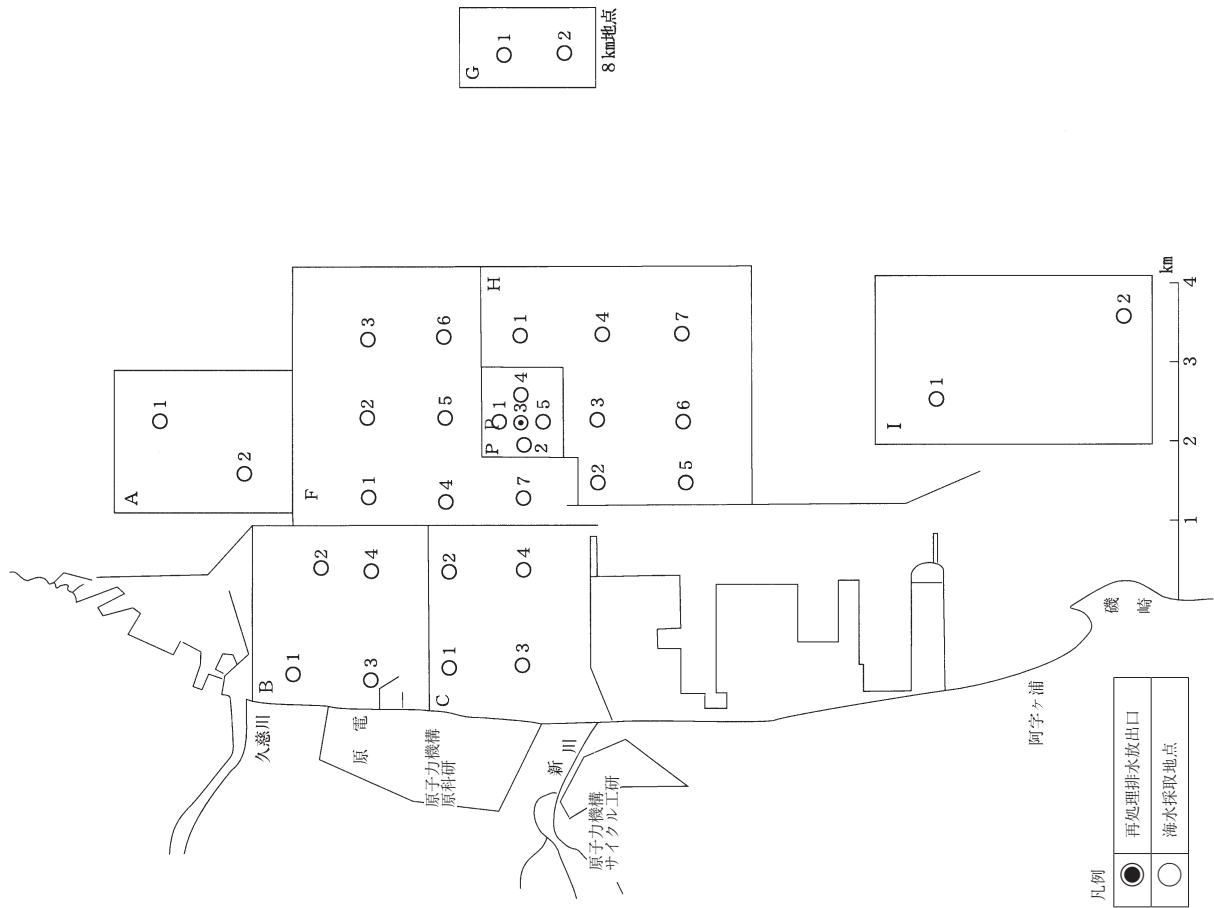 G
1
2
8km地点
A
1
2
F
1
2
3
4
5
6
7
H
1
2
3
4
5
6
7
P
P
1
2
3
4
5
B
1
2
3
4
C
1
2
3
4
I
1
2
km
1
2
3
4
久慈川
原電
原子力機構
原科研
新川
原子力機構
サイクル工研
阿字ヶ浦
磯崎
凡例
再処理排水放出口
海水採取地点